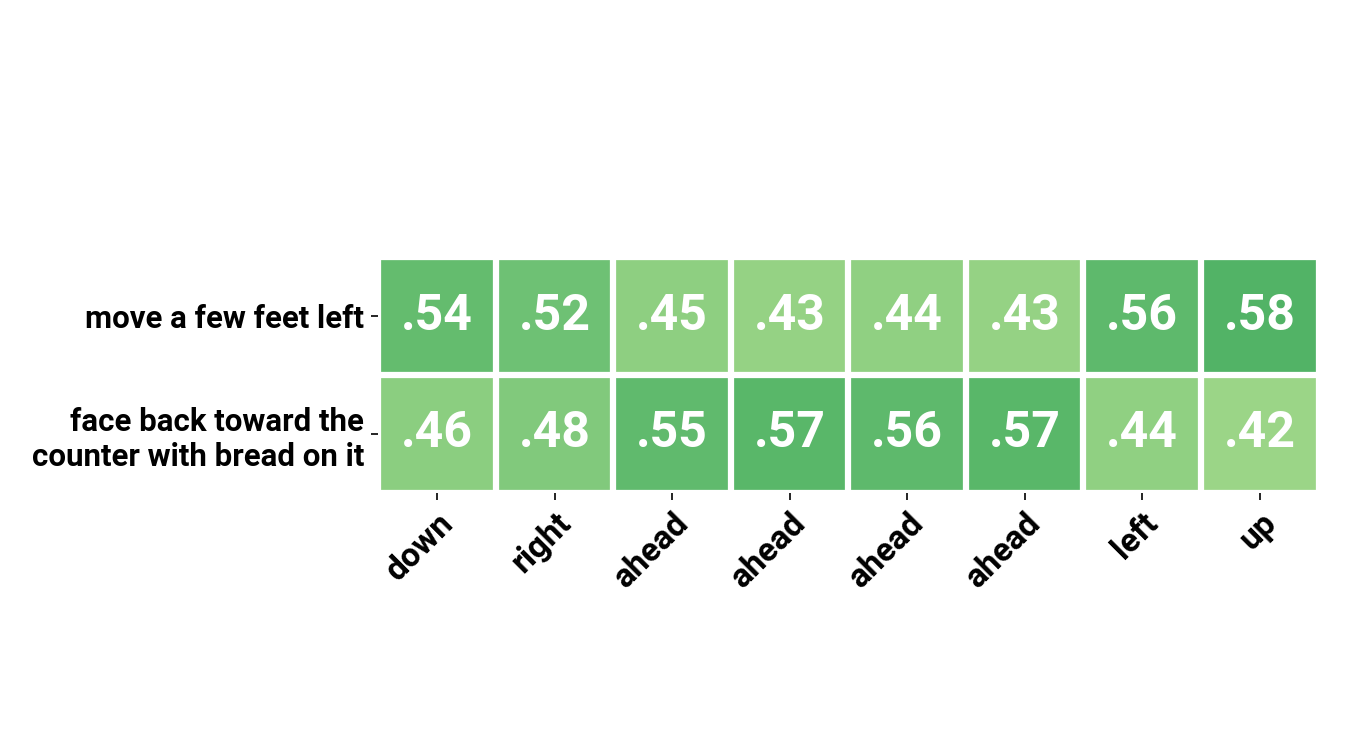 move a few feet left .54 .52 .45 .43 .44 .43 .56 .58
face back toward the
counter with bread on it .46 .48 .55 .57 .56 .57 .44 .42
down right ahead ahead ahead ahead left up